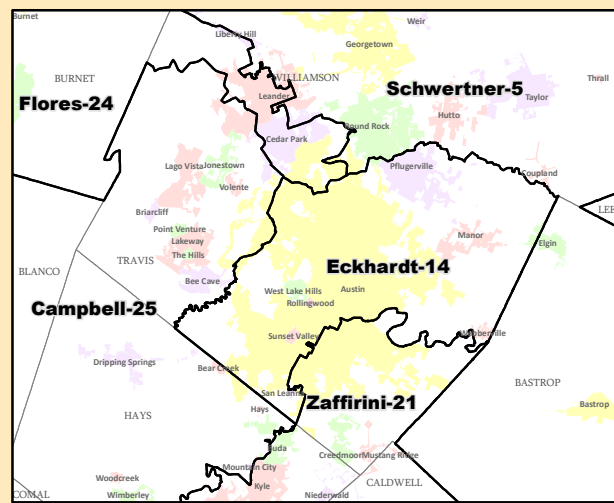 Burnet
Weir
Liberty Hill
Georgetown
BURNET
WILLIAMSON
Thrall
Flores-24
Leander
Schwertner-5
Taylor
Hutto
Round Rock
Cedar Park
Lago Vista
Jonestown
Pflugerville
Coupland
Volente
Briarcliff
LEE
Point Venture
Manor
Lakeway
Elgin
The Hills
TRAVIS
BLANCO
Eckhardt-14
Bee Cave
West Lake Hills
Austin
Rollingwood
Campbell-25
Sunset Valley
Webberville
Dripping Springs
Bear Creek
BASTROP
San Leanna
Zaffirini-21
Bastrop
Hays
HAYS
Buda
Creedmoor
Mustang Ridge
Mountain City
Woodcreek
Kyle
CALDWELL
COMAL
Wimberley
Niederwald